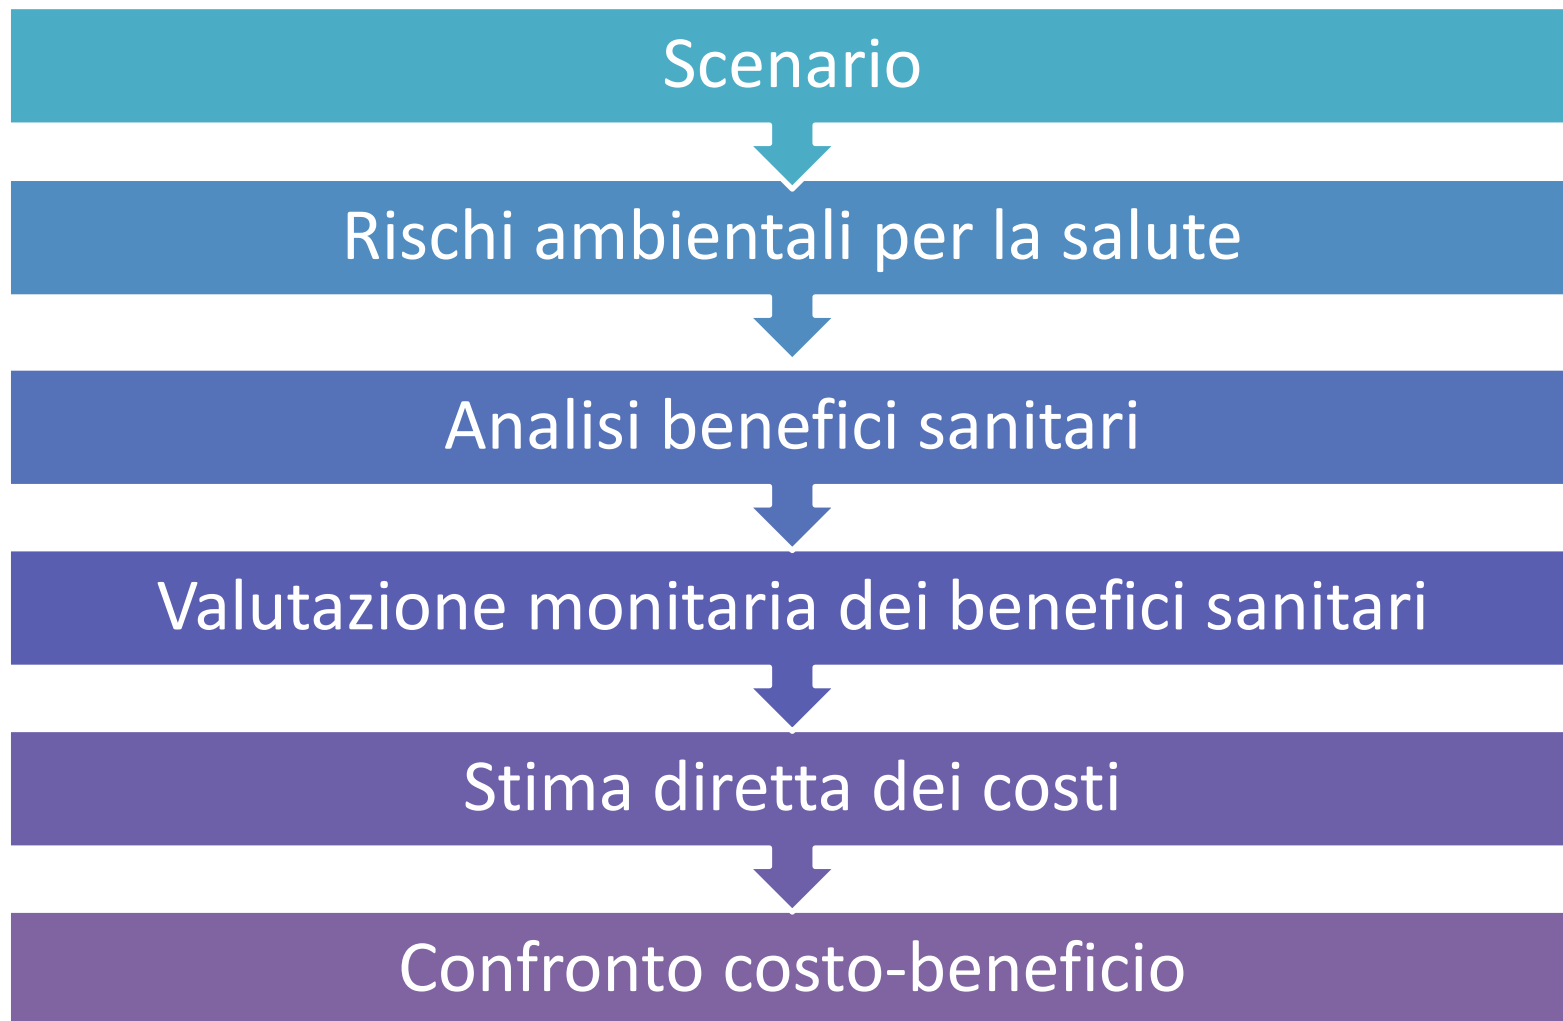 Scenario
Rischi ambientali per la salute
Analisi benefici sanitari
Valutazione monitaria dei benefici sanitari
Stima diretta dei costi
Confronto costo-beneficio